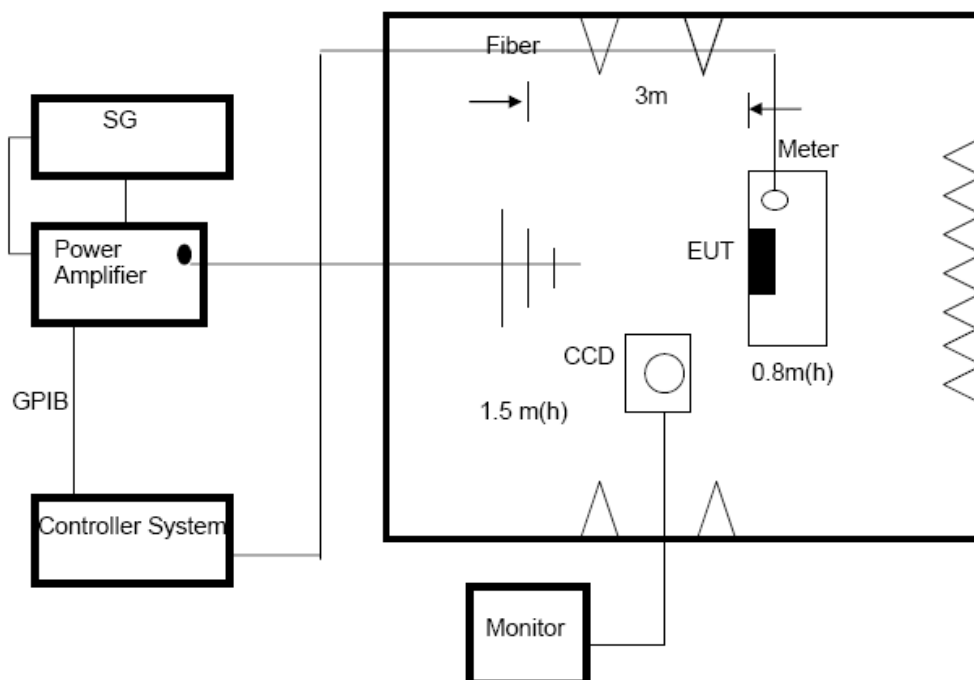 Fiber
3m
SG
Meter
Power
Amplifier
EUT
CCD
0.8m(h)
GPIB
1.5 m(h)
Controller System
Monitor